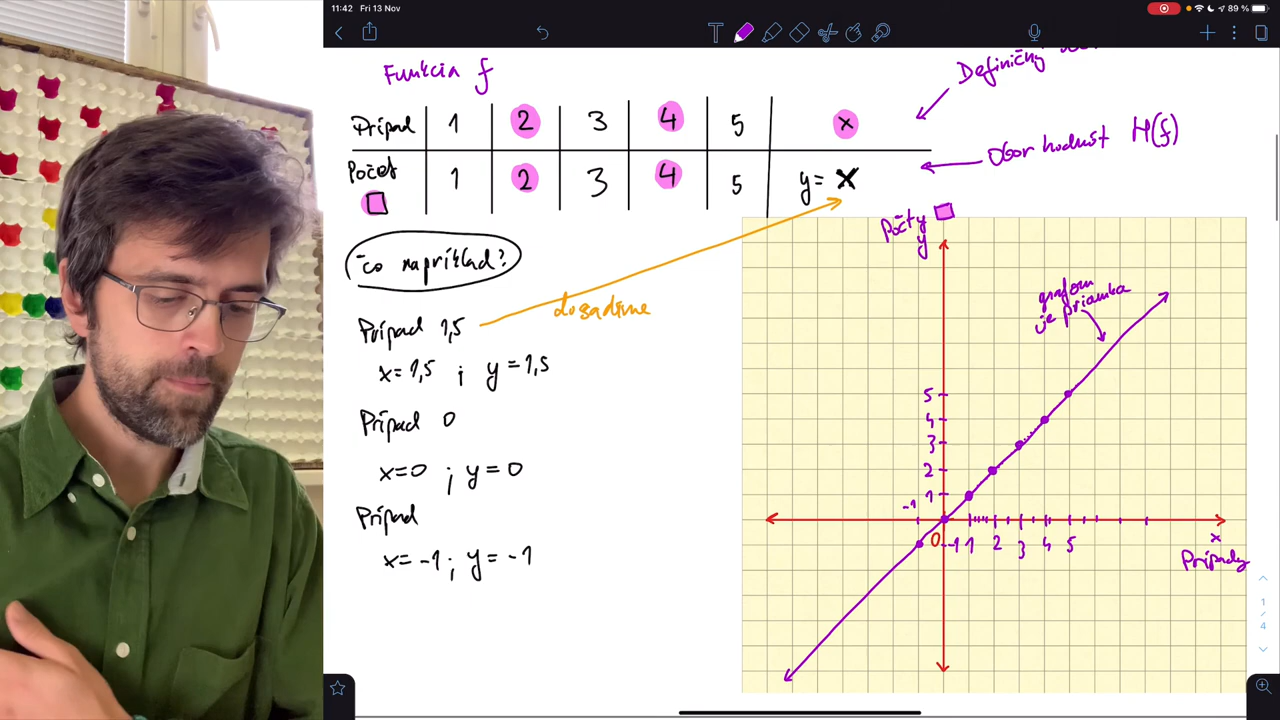 11:42 Fri 13 Nov
89 %
Funkcia f
Definičný
Prípad 1 2 3 4 5 x
Počet 1 2 3 4 5 y = x
Obor hodnôt H(f)
Počty
y
čo napríklad?
grafom
je priamka
dosadíme
Prípad 1,5
x=1,5 ; y=1,5
Prípad 0
x=0 ; y=0
Prípad
x=-1 ; y=-1
5
4
3
2
1
-1
0 -1 1 2 3 4 5
x
Prípady
1
/
4
T